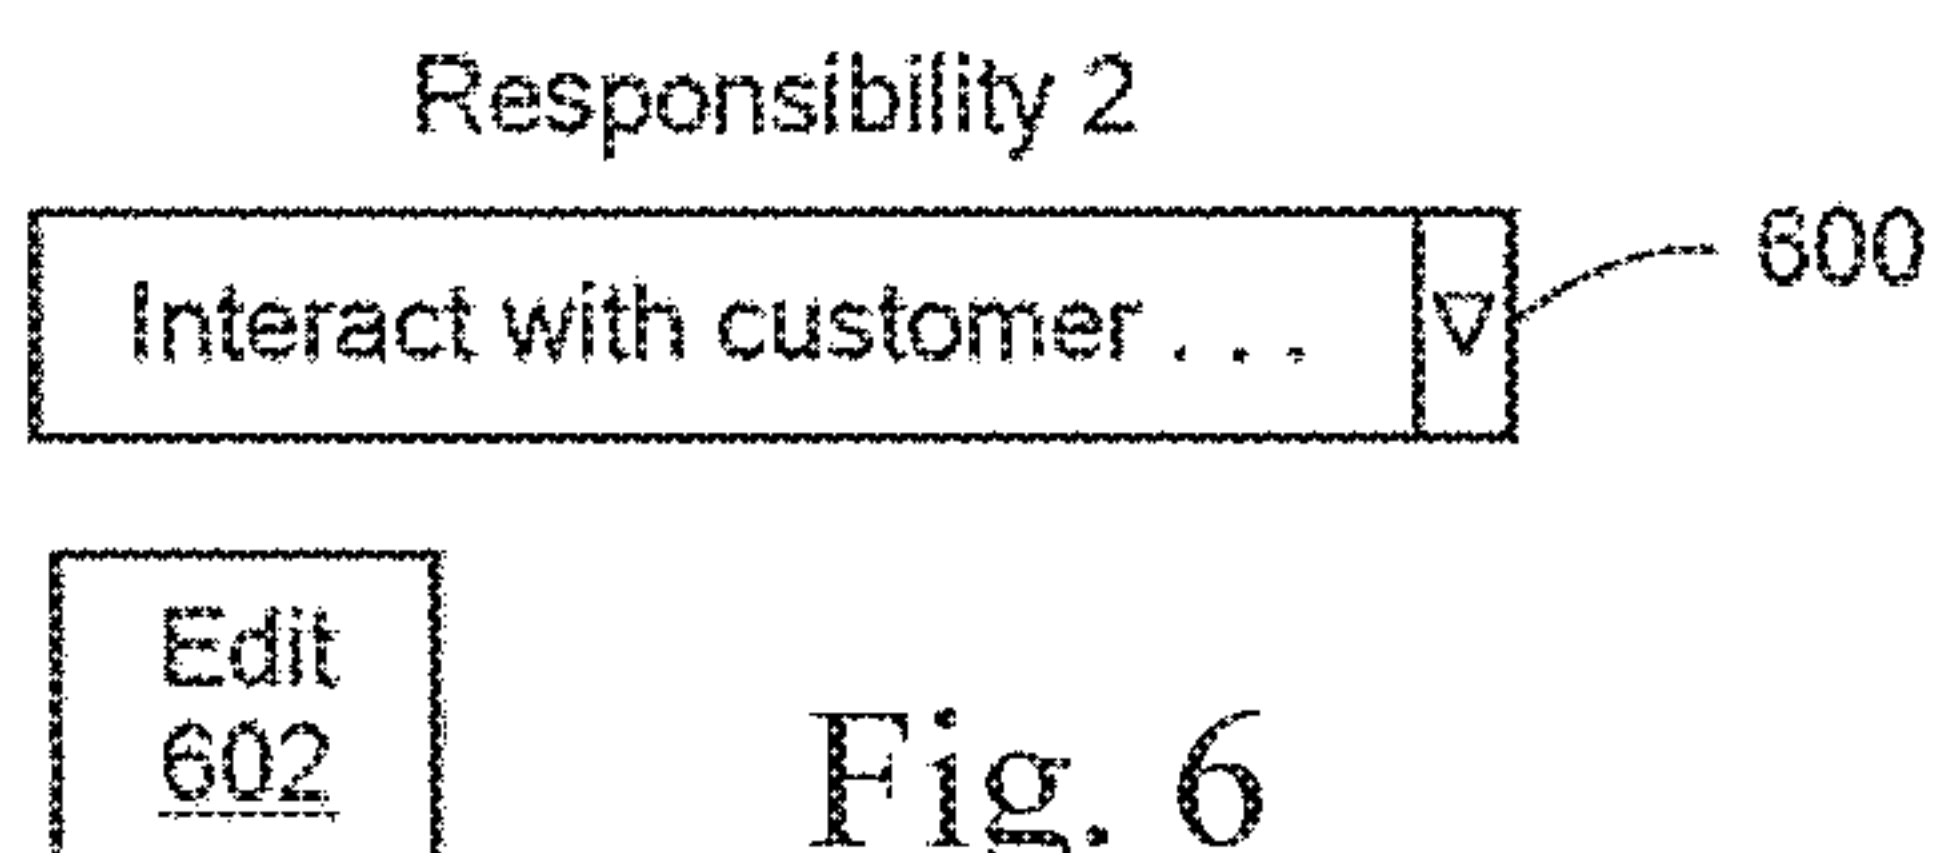 Responsibility 2
Interact with customer . . .
600
Edit
602
Fig. 6